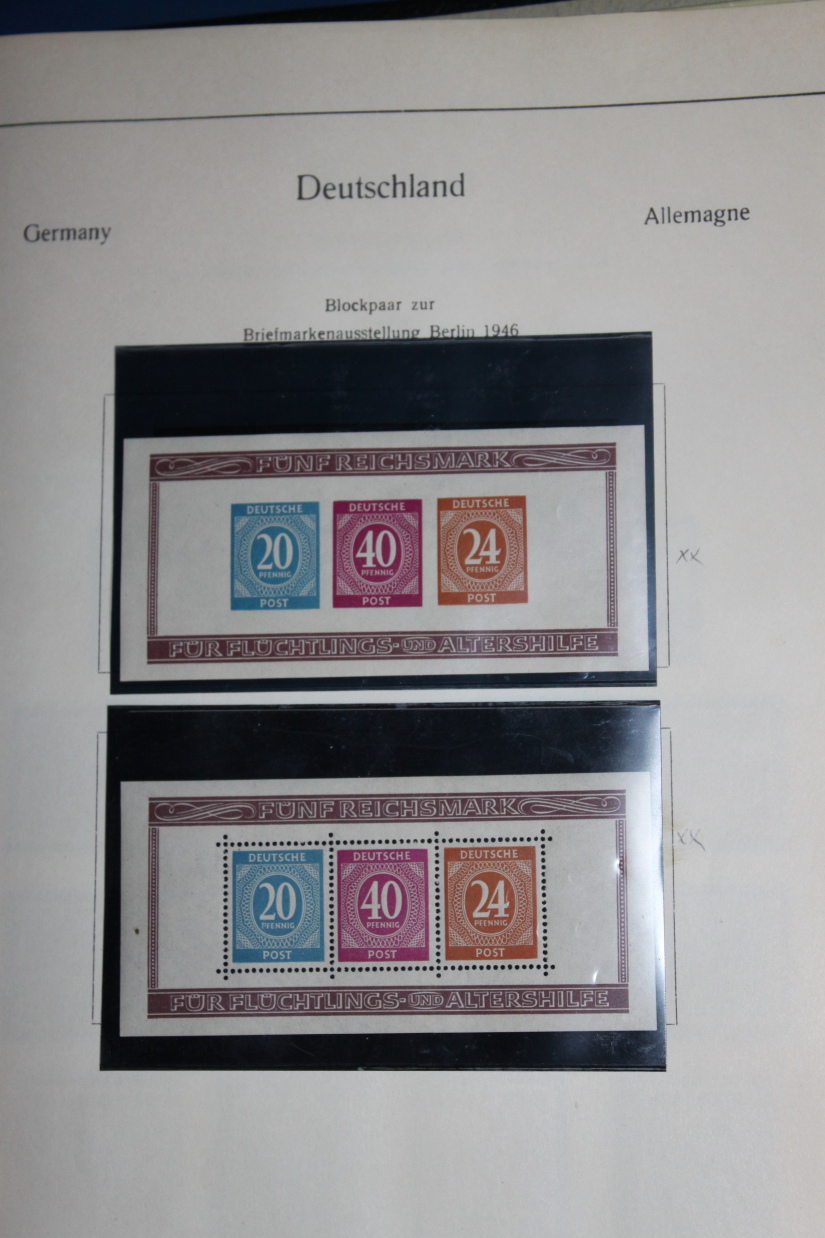 Deutschland
Germany
Allemagne
Blockpaar zur
Briefmarkenausstellung Berlin 1946
FÜNF REICHSMARK
DEUTSCHE DEUTSCHE DEUTSCHE
20 40 24
PFENNIG PFENNIG PFENNIG
POST POST POST
FÜR FLÜCHTLINGS- UND ALTERSHILFE
xx
FÜNF REICHSMARK
DEUTSCHE DEUTSCHE DEUTSCHE
20 40 24
PFENNIG PFENNIG PFENNIG
POST POST POST
FÜR FLÜCHTLINGS- UND ALTERSHILFE
xx